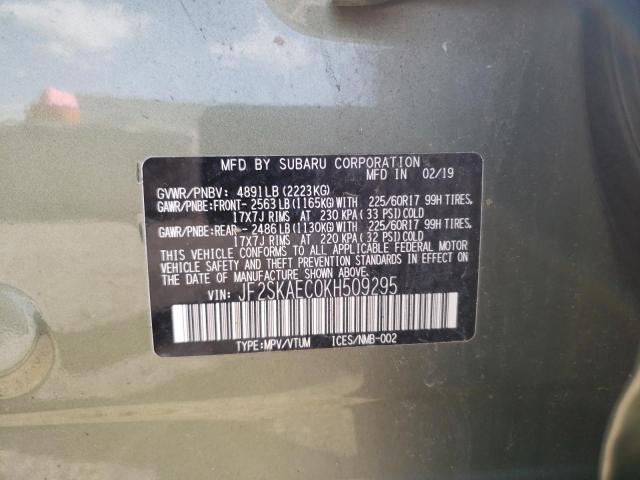 MFD BY SUBARU CORPORATION
MFD IN 02/19
GVWR/PNBV: 4891LB (2223KG)
GAWR/PNBE:FRONT- 2563 LB (1165KG) WITH 225/60R17 99H TIRES,
17X7J RIMS AT 230 KPA (33 PSI) COLD
GAWR/PNBE:REAR - 2486 LB (1130KG) WITH 225/60R17 99H TIRES,
17X7J RIMS AT 220 KPA (32 PSI) COLD
THIS VEHICLE CONFORMS TO ALL APPLICABLE FEDERAL MOTOR
VEHICLE SAFETY AND THEFT PREVENTION STANDARDS IN EFFECT ON
THE DATE OF MANUFACTURE SHOWN ABOVE.
VIN: JF2SKAEC0KH509295
TYPE:MPV/VTUM ICES/NMB-002